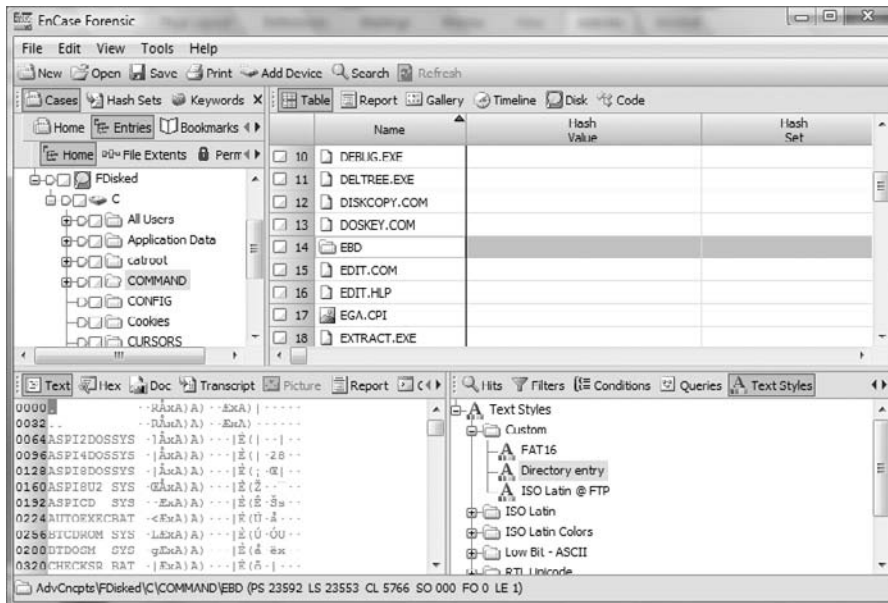 EnCase Forensic
File Edit View Tools Help
New Open Save Print Add Device Search Refresh
Cases Hash Sets Keywords X
Home Entries Bookmarks
Home File Extents Perm
FDisked
C
All Users
Application Data
catroot
COMMAND
CONFIG
Cookies
CURSORS
Table Report Gallery Timeline Disk Code
Name Hash Value Hash Set
10 DEBUG.EXE
11 DELTREE.EXE
12 DISKCOPY.COM
13 DOSKEY.COM
14 EBD
15 EDIT.COM
16 EDIT.HLP
17 EGA.CPI
18 EXTRACT.EXE
Text Hex Doc Transcript Picture Report
0000
0032
0064ASPI2DOSSYS
0096ASPI4DOSSYS
0128ASPI8DOSSYS
0160ASPI8U2 SYS
0192ASPICD SYS
0224AUTOEXECBAT
0256BTCDROM SYS
BTDOSM SYS
0320CHECKSR BAT
Hits Filters Conditions Queries Text Styles
Text Styles
Custom
FAT16
Directory entry
ISO Latin @ FTP
ISO Latin
ISO Latin Colors
Low Bit - ASCII
RTL Unicode
AdvCncpts\FDisked\C\COMMAND\EBD (PS 23592 LS 23553 CL 5766 SO 000 FO 0 LE 1)